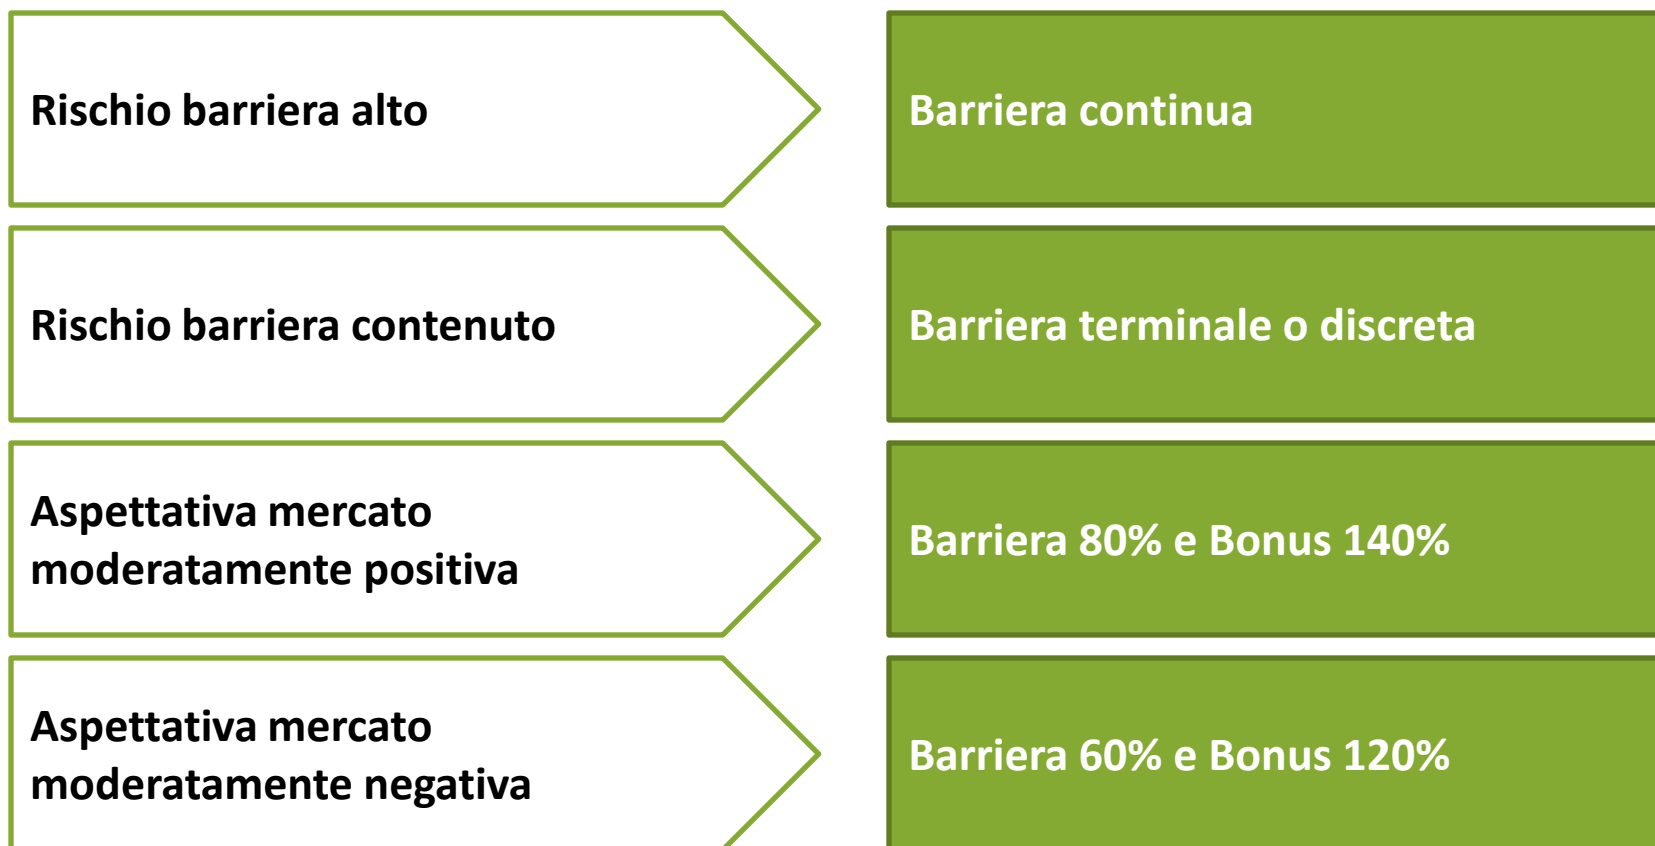 Rischio barriera alto
Barriera continua
Rischio barriera contenuto
Barriera terminale o discreta
Aspettativa mercato
moderatamente positiva
Barriera 80% e Bonus 140%
Aspettativa mercato
moderatamente negativa
Barriera 60% e Bonus 120%